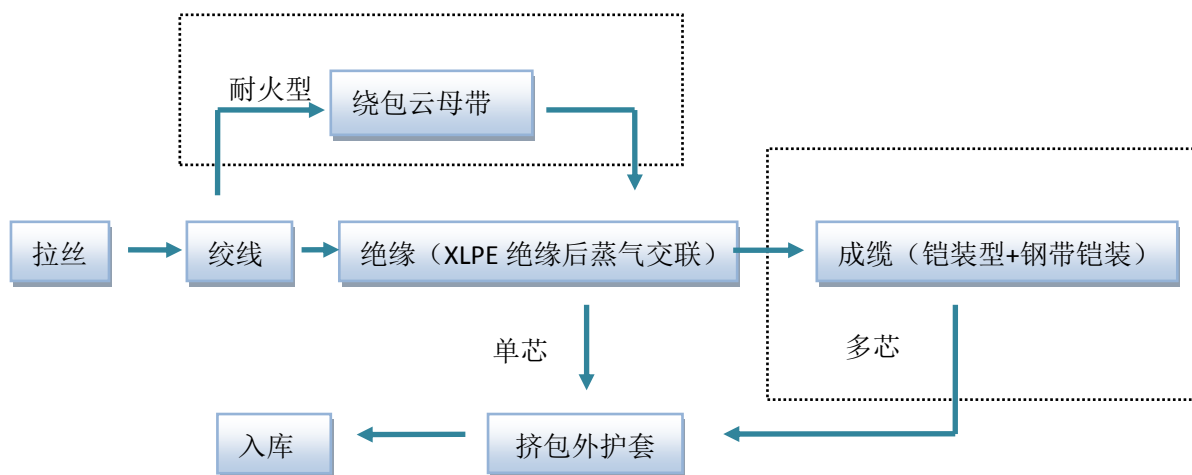 耐火型
绕包云母带
拉丝
绞线
绝缘（XLPE 绝缘后蒸气交联）
成缆（铠装型+钢带铠装）
单芯
多芯
入库
挤包外护套